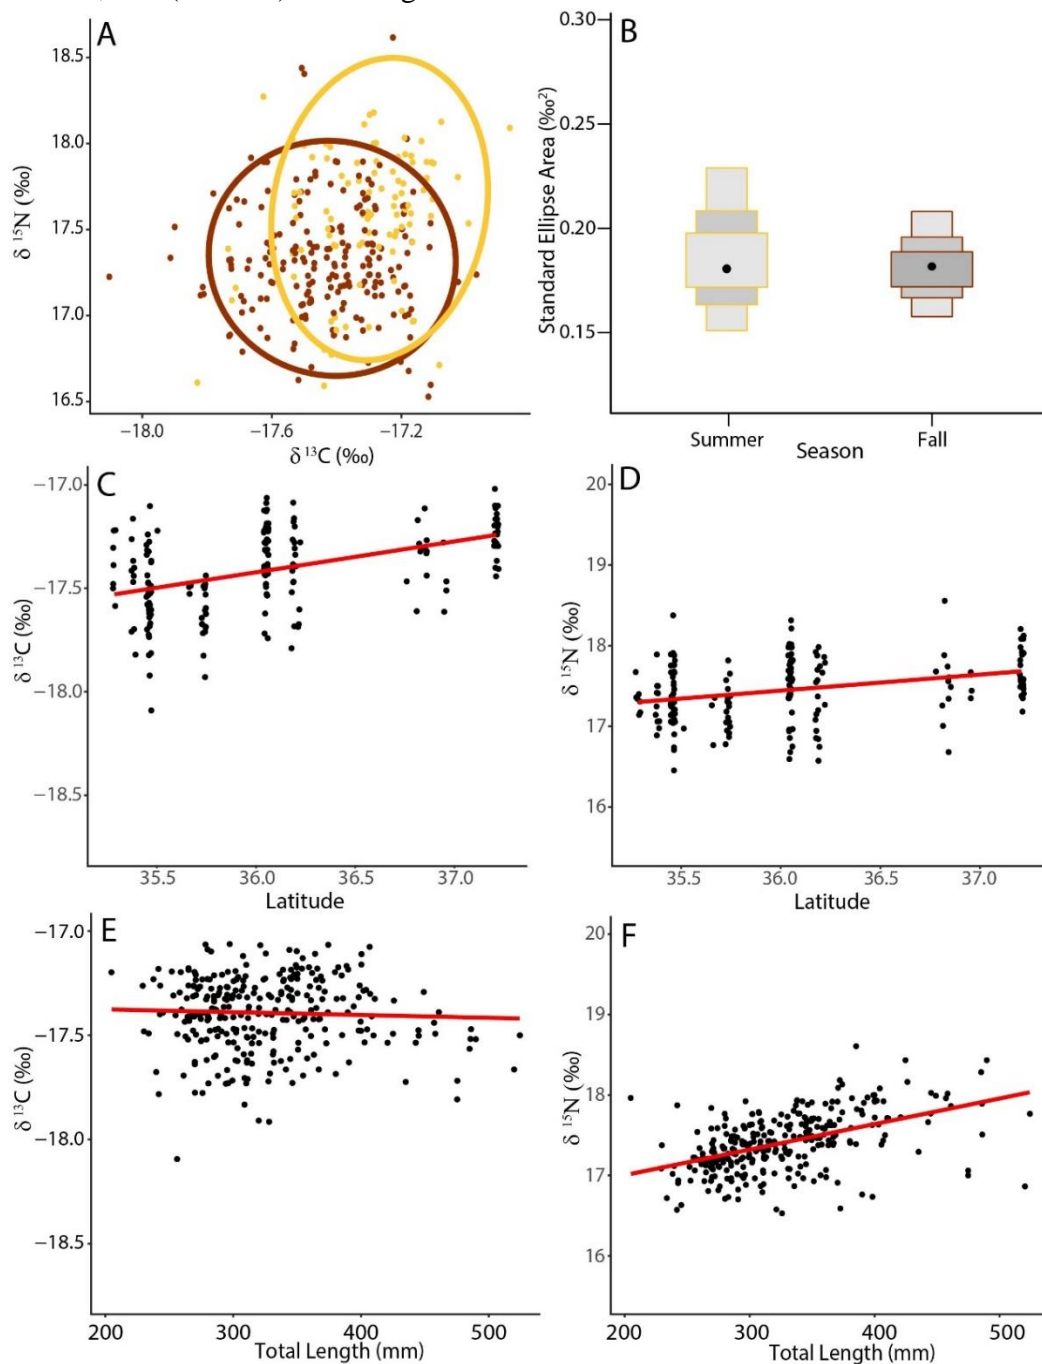 A
18.5
18.0
17.5
17.0
16.5
δ ¹⁵N (‰)
−18.0
−17.6
−17.2
δ ¹³C (‰)
B
0.30
0.25
0.20
0.15
Standard Ellipse Area (‰²)
Summer
Fall
Season
C
−17.0
−17.5
−18.0
−18.5
δ ¹³C (‰)
35.5
36.0
36.5
37.0
Latitude
D
20
19
18
17
16
δ ¹⁵N (‰)
35.5
36.0
36.5
37.0
Latitude
E
−17.0
−17.5
−18.0
−18.5
δ ¹³C (‰)
200
300
400
500
Total Length (mm)
F
20
19
18
17
16
δ ¹⁵N (‰)
200
300
400
500
Total Length (mm)